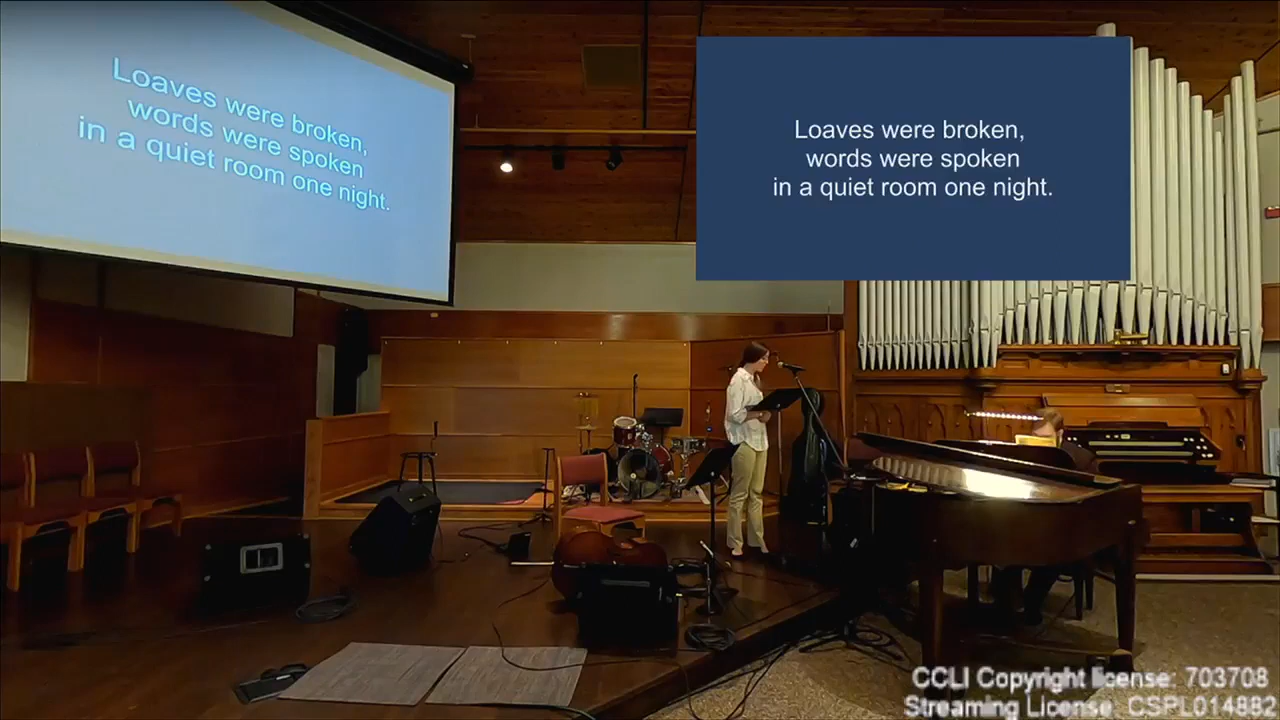 Loaves were broken,
words were spoken
in a quiet room one night.
Loaves were broken,
words were spoken
in a quiet room one night.
CCLI Copyright license: 703708
Streaming License: CSPL014882